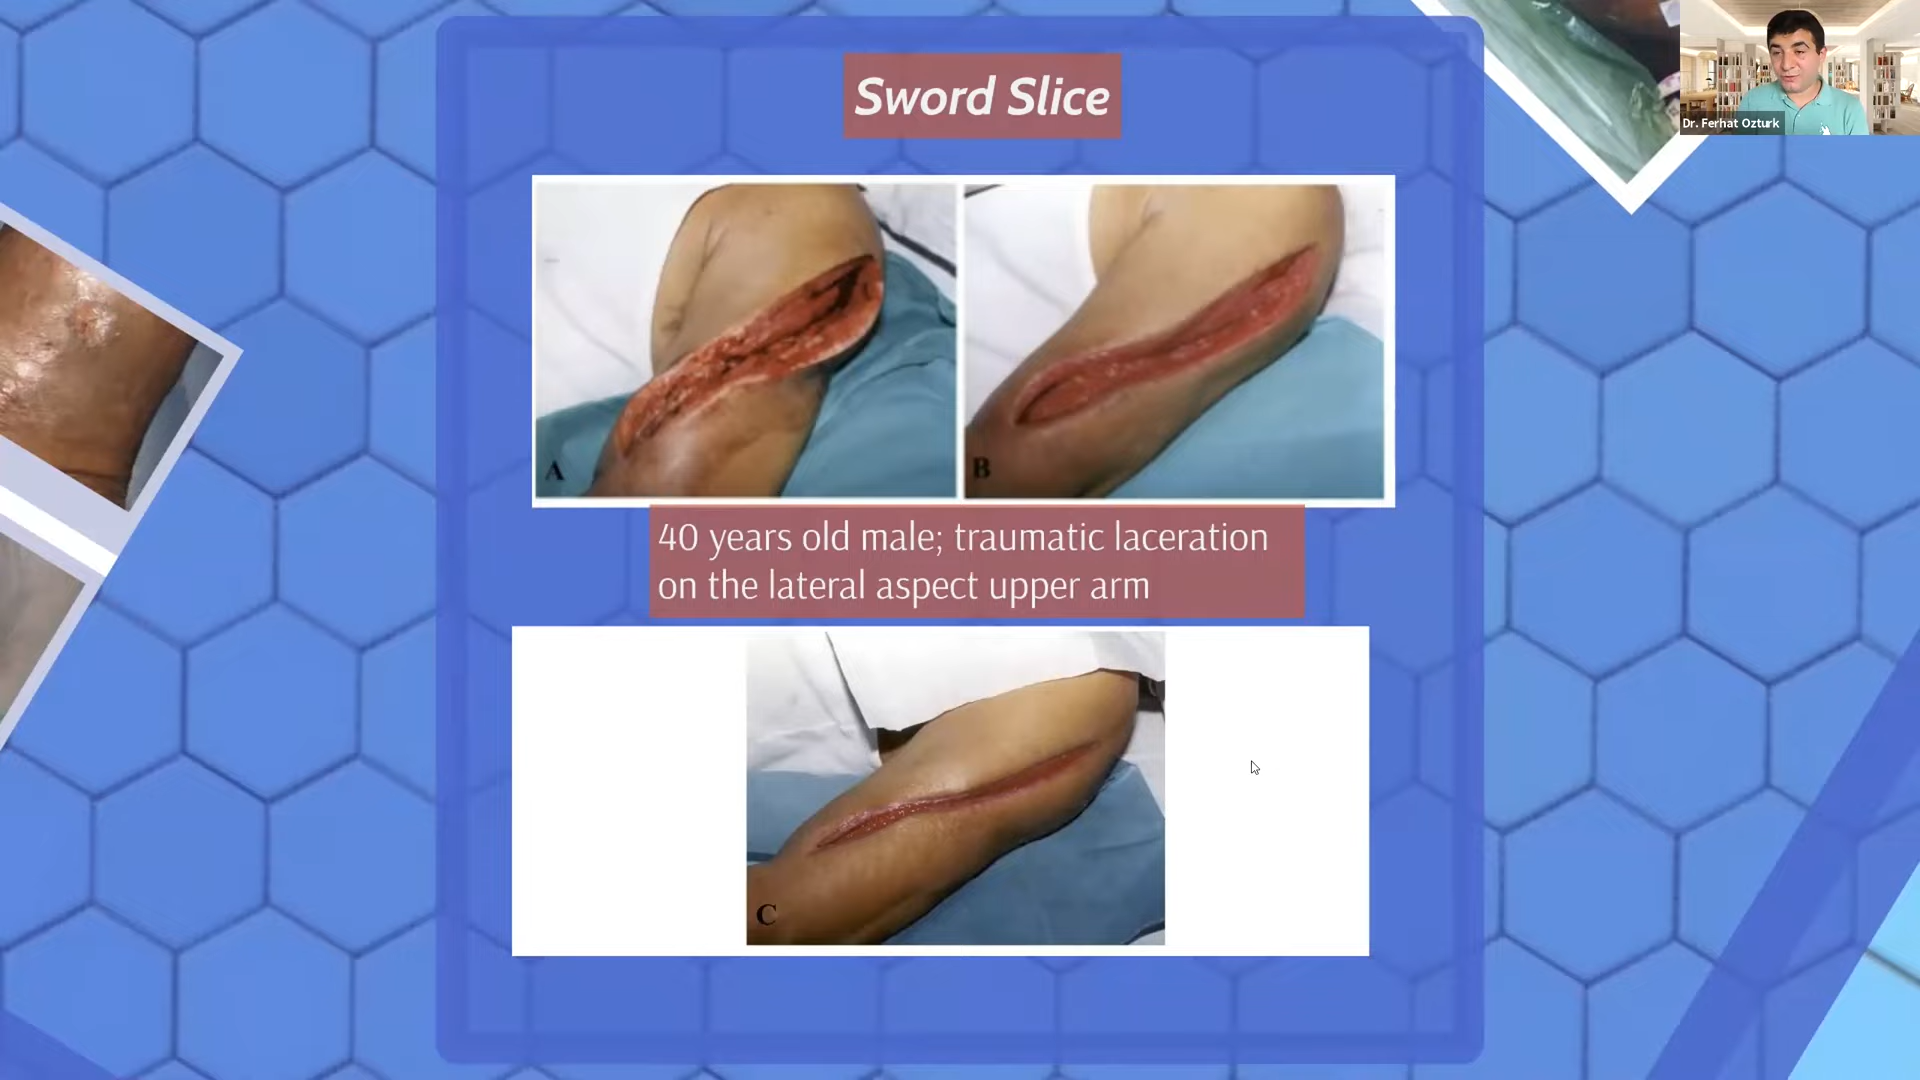 Sword Slice
Dr. Ferhat Ozturk
A
B
40 years old male; traumatic laceration
on the lateral aspect upper arm
C